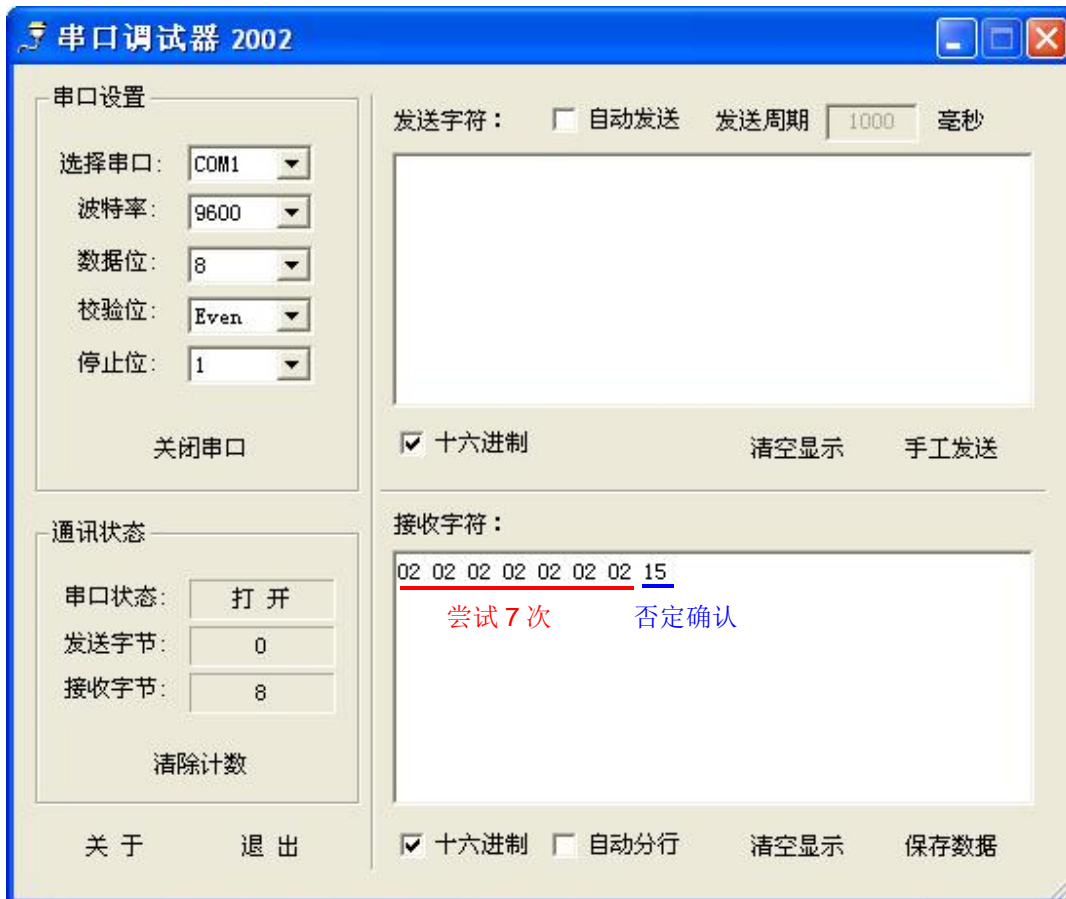 串口调试器 2002
串口设置
选择串口: COM1
波特率: 9600
数据位: 8
校验位: Even
停止位: 1
关闭串口
通讯状态
串口状态: 打 开
发送字节: 0
接收字节: 8
清除计数
关 于 退 出
发送字符： 自动发送 发送周期 1000 毫秒
十六进制 清空显示 手工发送
接收字符：
02 02 02 02 02 02 02 15
尝试 7 次 否定确认
十六进制 自动分行 清空显示 保存数据